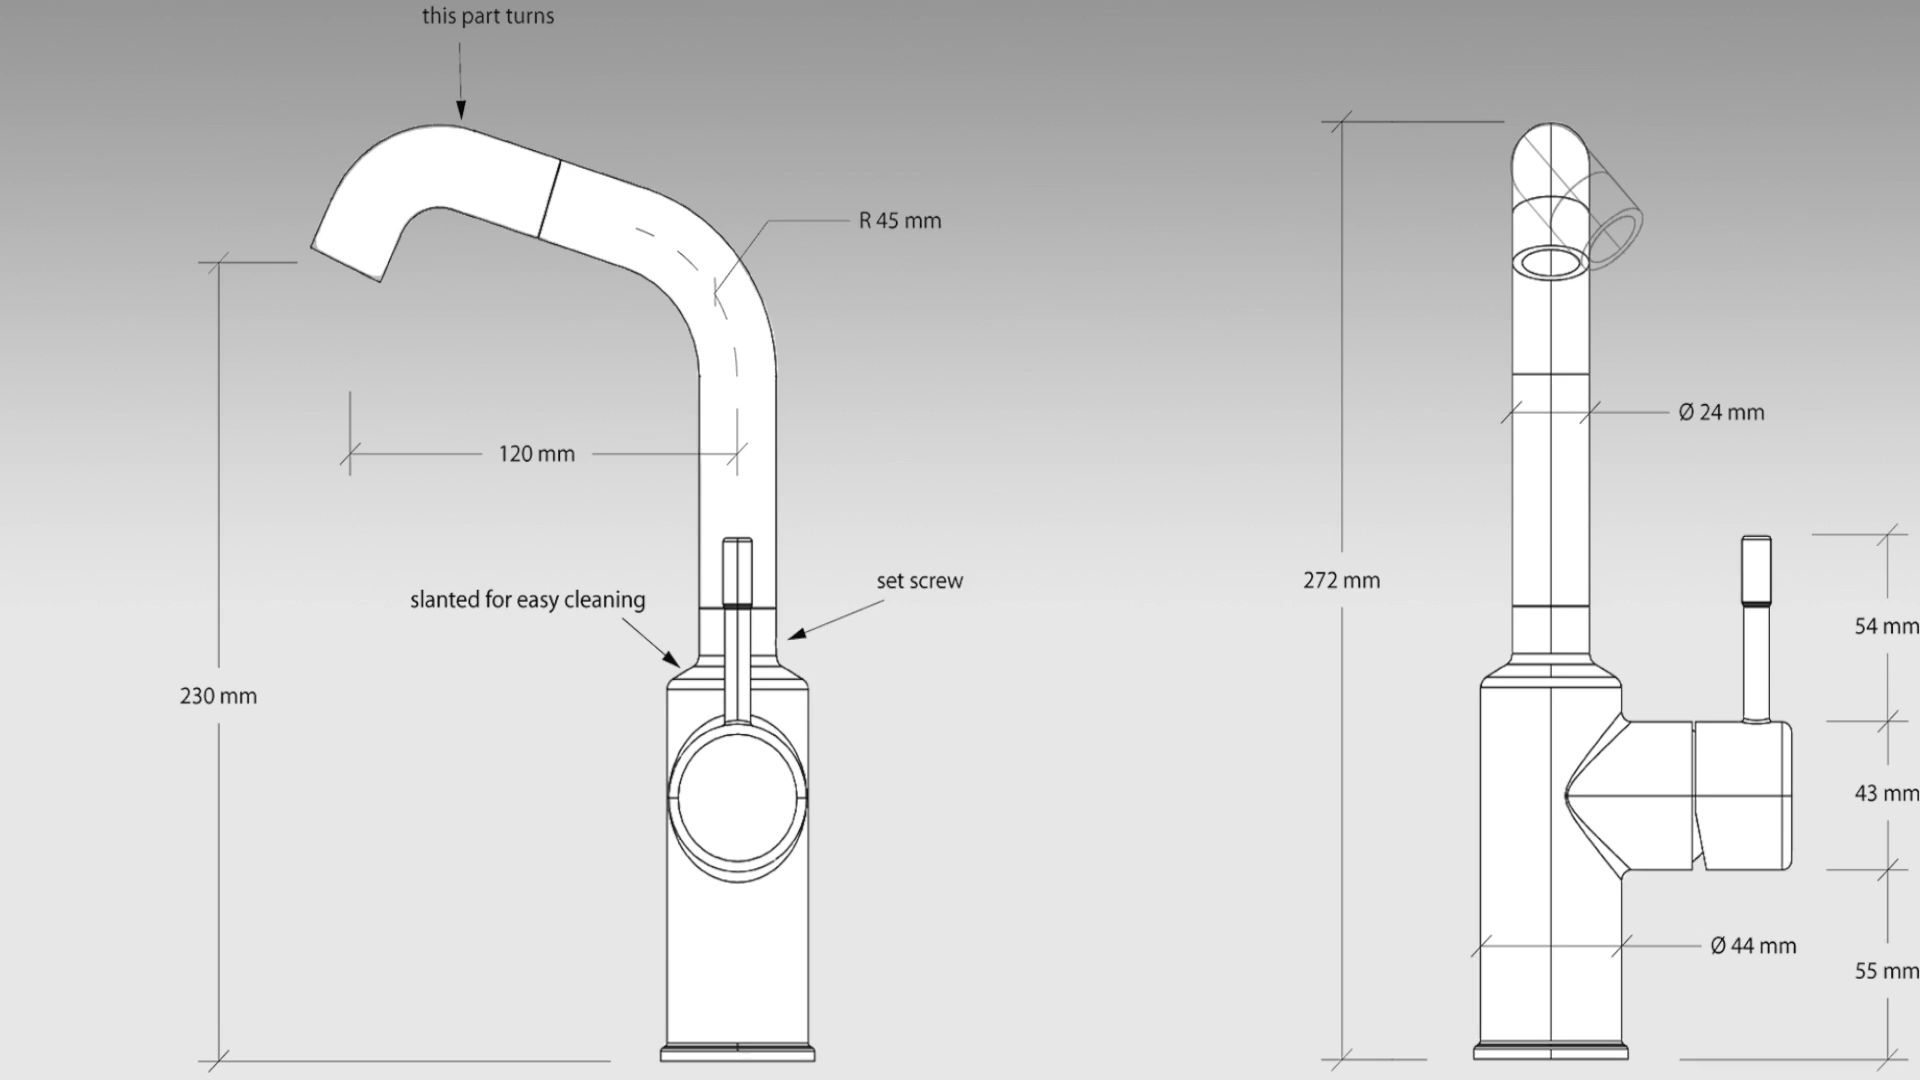 this part turns
R 45 mm
Ø 24 mm
120 mm
slanted for easy cleaning
set screw
272 mm
54 mm
230 mm
43 mm
Ø 44 mm
55 mm